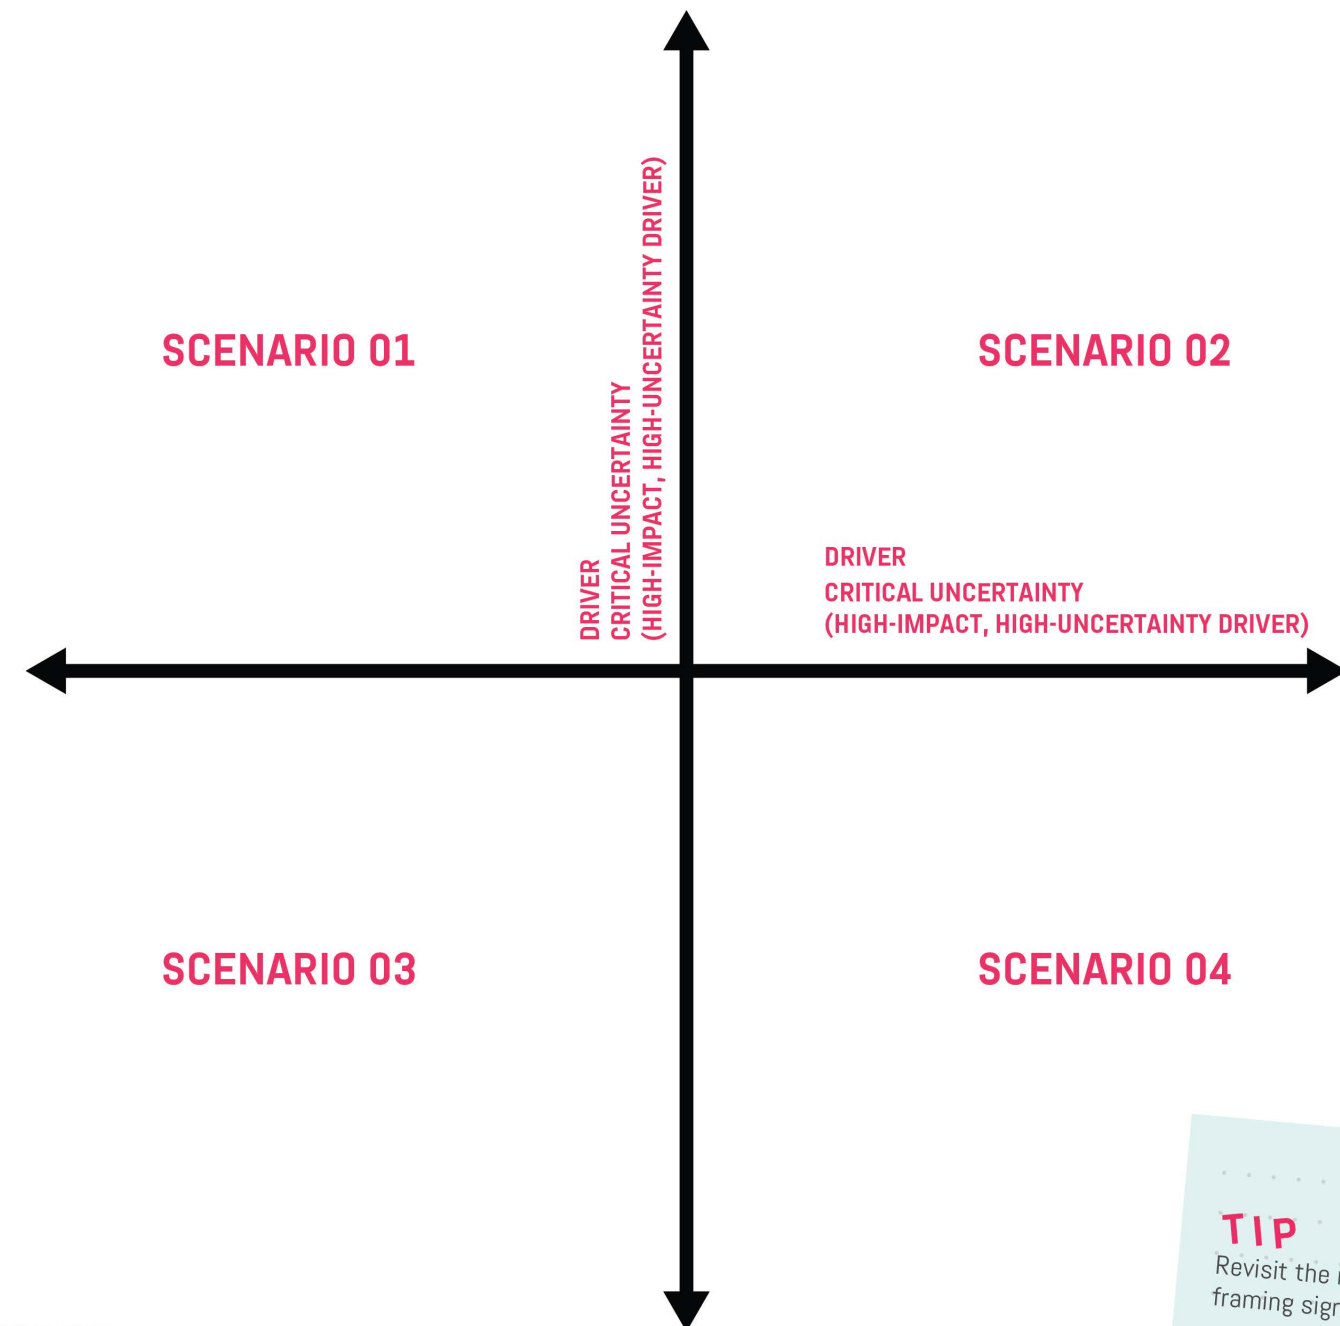 SCENARIO 01
SCENARIO 02
DRIVER
CRITICAL UNCERTAINTY
(HIGH-IMPACT, HIGH-UNCERTAINTY DRIVER)
DRIVER
CRITICAL UNCERTAINTY
(HIGH-IMPACT, HIGH-UNCERTAINTY DRIVER)
SCENARIO 03
SCENARIO 04
TIP
Revisit the
framing